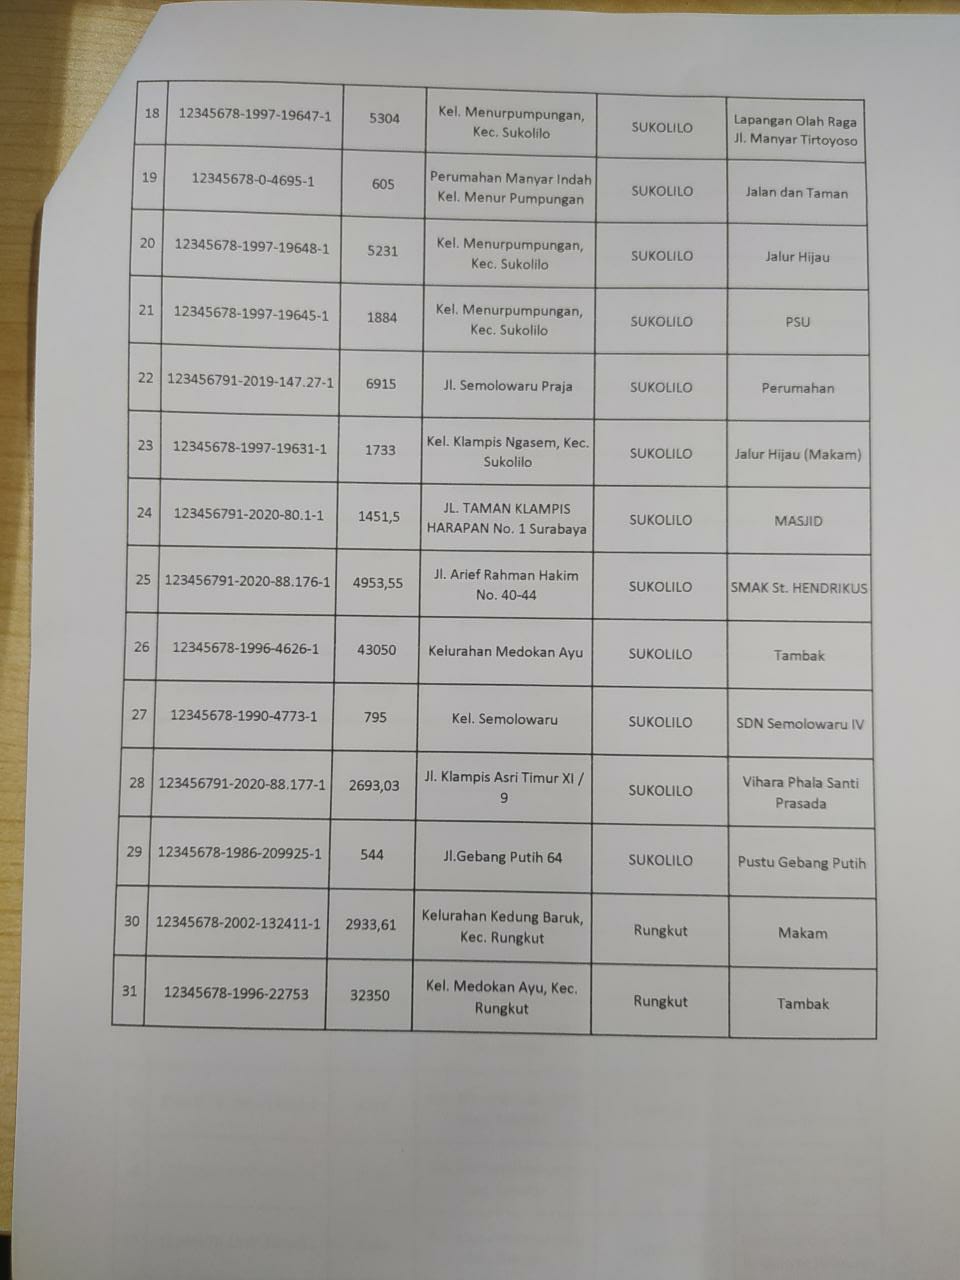 18 12345678-1997-19647-1 5304 Kel. Menurpumpungan, Kec. Sukolilo SUKOLILO Lapangan Olah Raga Jl. Manyar Tirtoyoso
19 12345678-0-4695-1 605 Perumahan Manyar Indah Kel. Menur Pumpungan SUKOLILO Jalan dan Taman
20 12345678-1997-19648-1 5231 Kel. Menurpumpungan, Kec. Sukolilo SUKOLILO Jalur Hijau
21 12345678-1997-19645-1 1884 Kel. Menurpumpungan, Kec. Sukolilo SUKOLILO PSU
22 123456791-2019-147.27-1 6915 Jl. Semolowaru Praja SUKOLILO Perumahan
23 12345678-1997-19631-1 1733 Kel. Klampis Ngasem, Kec. Sukolilo SUKOLILO Jalur Hijau (Makam)
24 123456791-2020-80.1-1 1451,5 JL. TAMAN KLAMPIS HARAPAN No. 1 Surabaya SUKOLILO MASJID
25 123456791-2020-88.176-1 4953,55 Jl. Arief Rahman Hakim No. 40-44 SUKOLILO SMAK St. HENDRIKUS
26 12345678-1996-4626-1 43050 Kelurahan Medokan Ayu SUKOLILO Tambak
27 12345678-1990-4773-1 795 Kel. Semolowaru SUKOLILO SDN Semolowaru IV
28 123456791-2020-88.177-1 2693,03 Jl. Klampis Asri Timur XI / 9 SUKOLILO Vihara Phala Santi Prasada
29 12345678-1986-209925-1 544 Jl.Gebang Putih 64 SUKOLILO Pustu Gebang Putih
30 12345678-2002-132411-1 2933,61 Kelurahan Kedung Baruk, Kec. Rungkut Rungkut Makam
31 12345678-1996-22753 32350 Kel. Medokan Ayu, Kec. Rungkut Rungkut Tambak